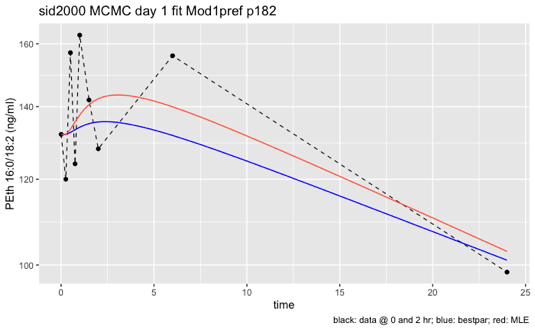 sid2000 MCMC day 1 fit Mod1pref p182
PEth 16:0/18:2 (ng/ml)
160
140
120
100
0
5
10
15
20
25
time
black: data @ 0 and 2 hr; blue: bestpar; red: MLE